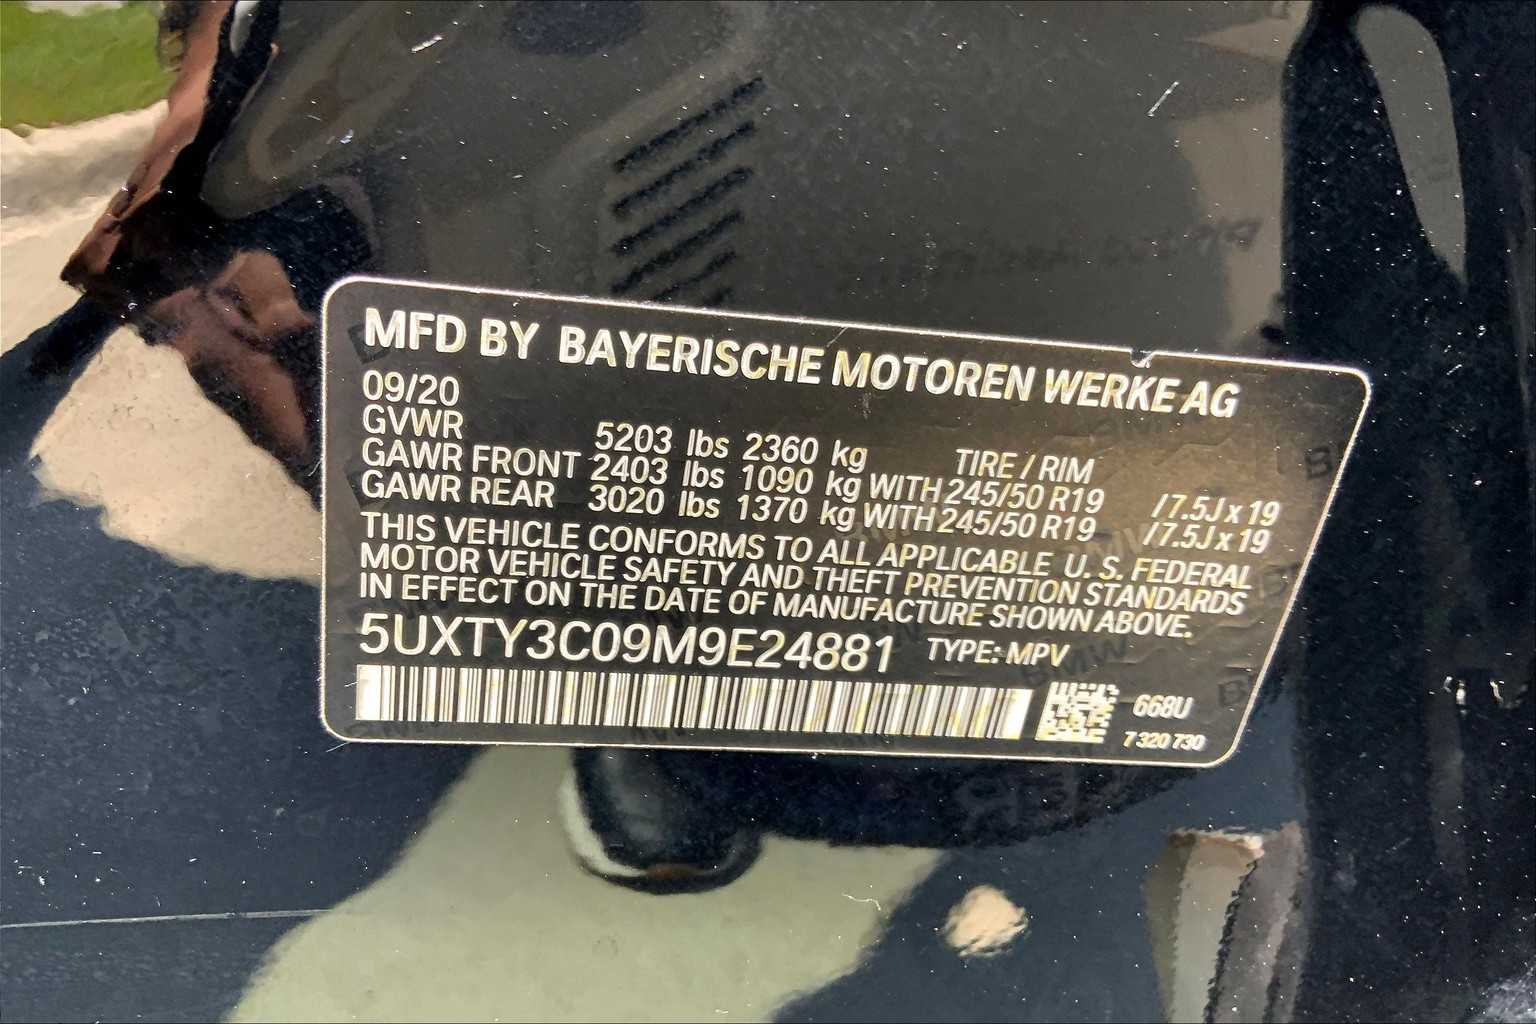 MFD BY BAYERISCHE MOTOREN WERKE AG
09/20
GVWR 5203 lbs 2360 kg TIRE / RIM
GAWR FRONT 2403 lbs 1090 kg WITH 245/50 R19 / 7.5J x 19
GAWR REAR 3020 lbs 1370 kg WITH 245/50 R19 / 7.5J x 19
THIS VEHICLE CONFORMS TO ALL APPLICABLE U. S. FEDERAL
MOTOR VEHICLE SAFETY AND THEFT PREVENTION STANDARDS
IN EFFECT ON THE DATE OF MANUFACTURE SHOWN ABOVE.
5UXTY3C09M9E24881 TYPE: MPV
668U
7 320 730